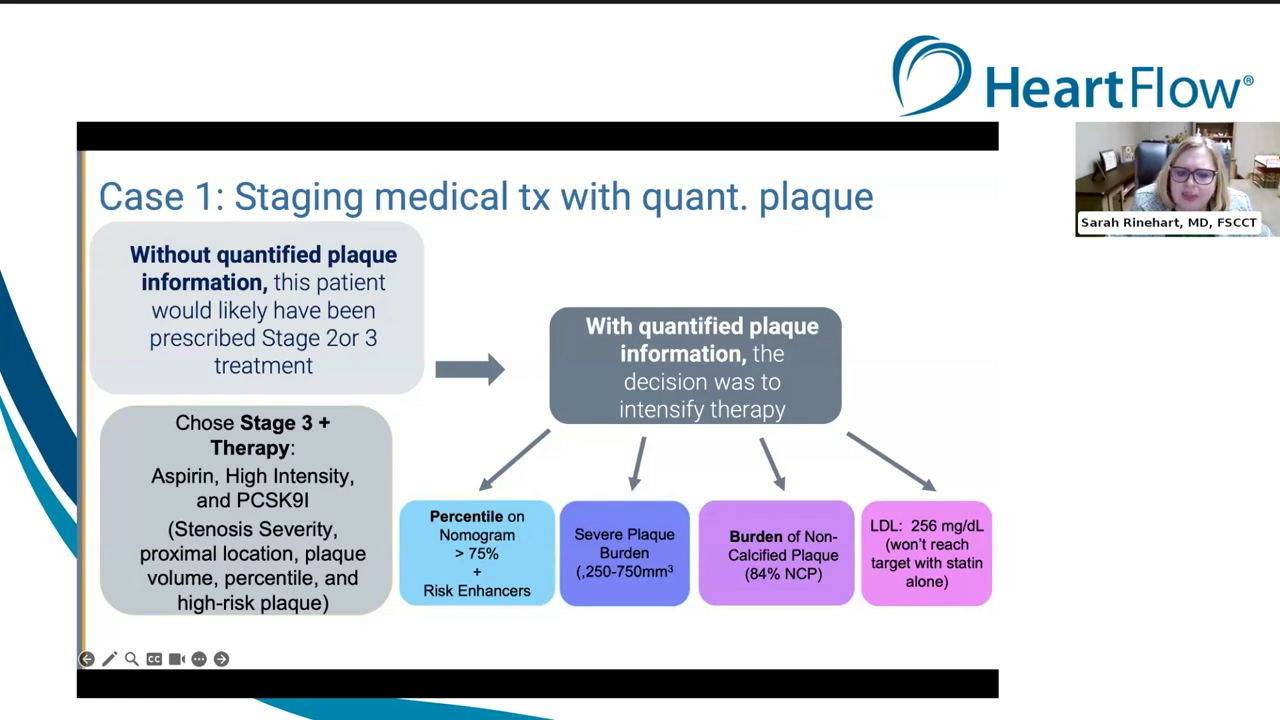 HeartFlow®
Case 1: Staging medical tx with quant. plaque
Without quantified plaque
information, this patient
would likely have been
prescribed Stage 2or 3
treatment
Chose Stage 3 +
Therapy:
Aspirin, High Intensity,
and PCSK9I
(Stenosis Severity,
proximal location, plaque
volume, percentile, and
high-risk plaque)
With quantified plaque
information, the
decision was to
intensify therapy
Percentile on
Nomogram
> 75%
+
Risk Enhancers
Severe Plaque
Burden
(,250-750mm³
Burden of Non-
Calcified Plaque
(84% NCP)
LDL: 256 mg/dL
(won't reach
target with statin
alone)
Sarah Rinehart, MD, FSCCT
CC